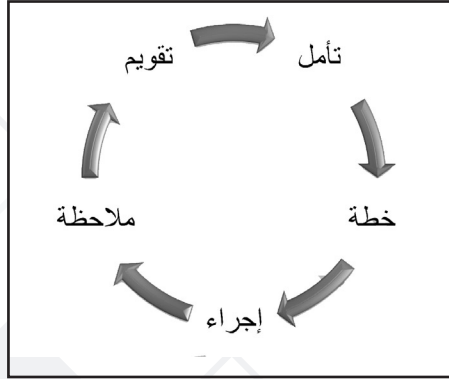 تأمل
خطة
إجراء
ملاحظة
تقويم